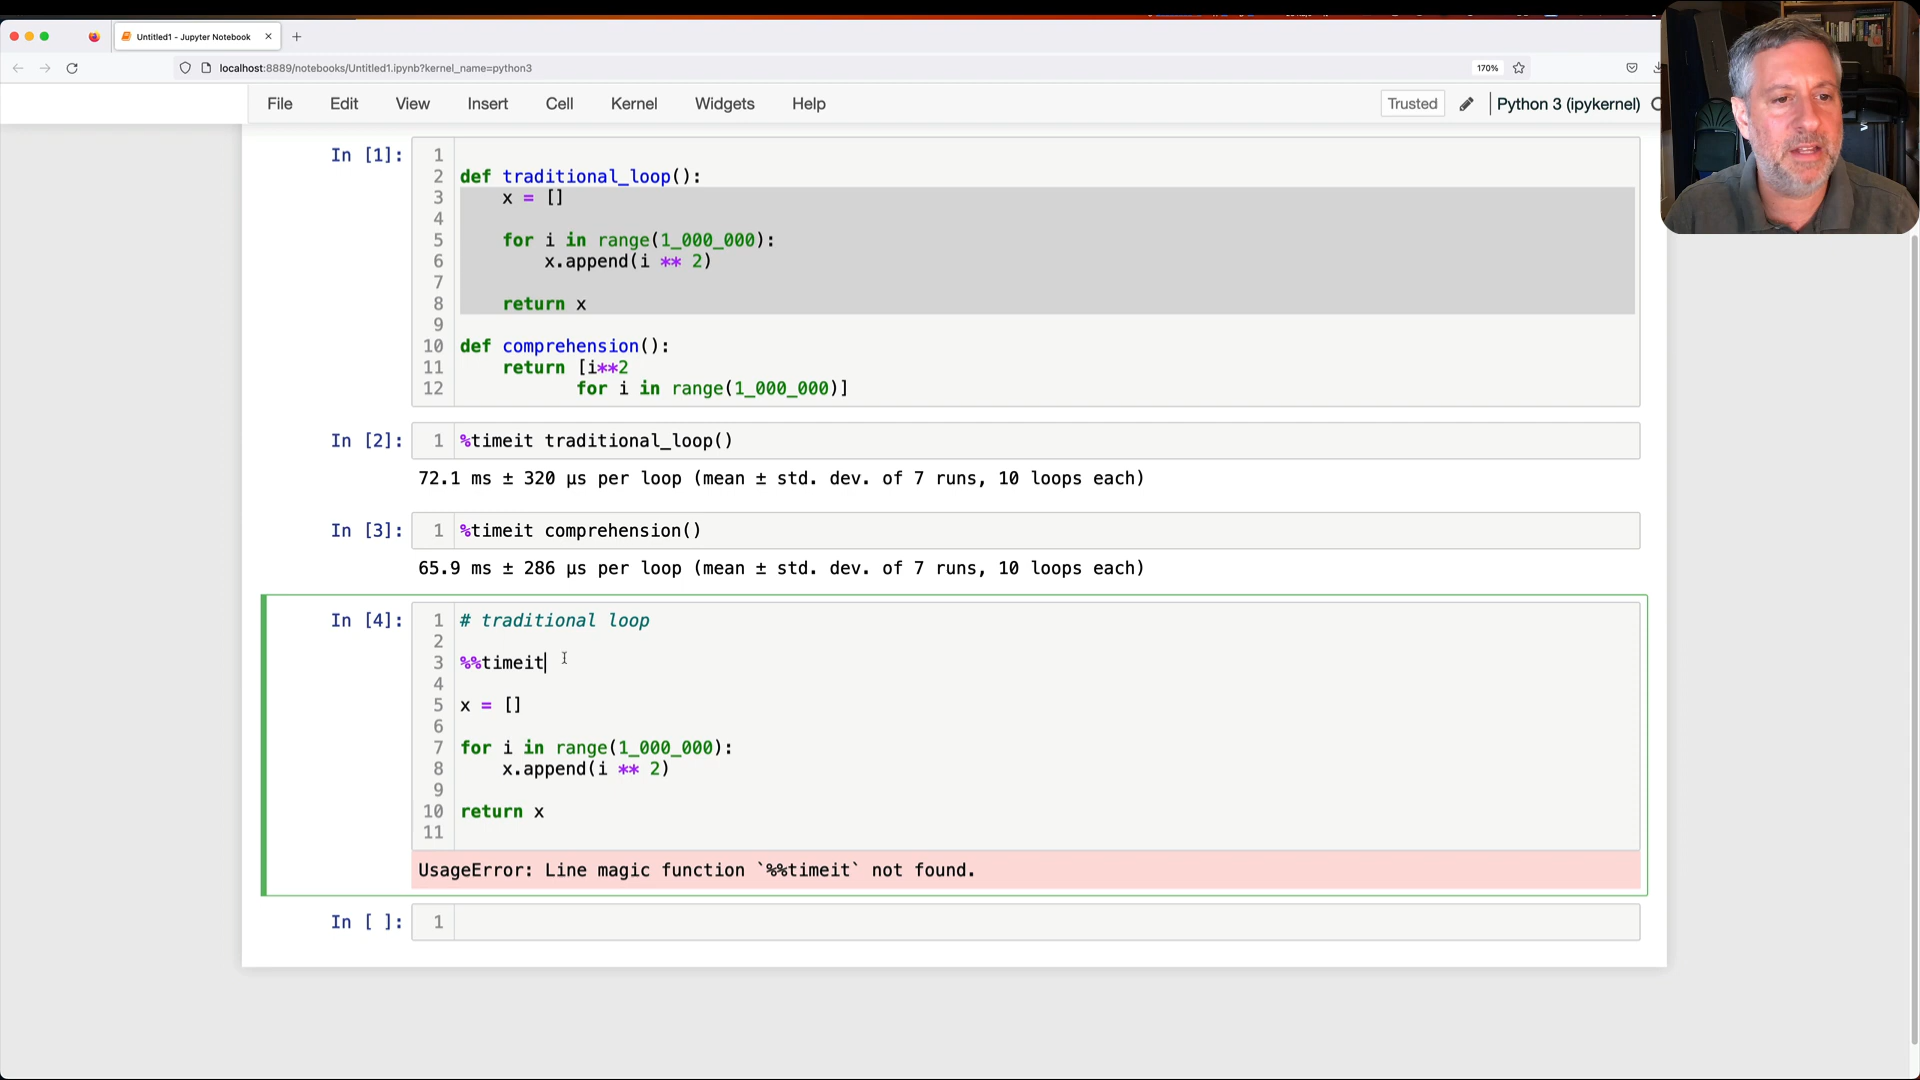 Untitled1 - Jupyter Notebook
localhost:8889/notebooks/Untitled1.ipynb?kernel_name=python3
170%
File Edit View Insert Cell Kernel Widgets Help
Trusted
Python 3 (ipykernel)
In [1]:
1
2 def traditional_loop():
3 x = []
4
5 for i in range(1_000_000):
6 x.append(i ** 2)
7
8 return x
9
10 def comprehension():
11 return [i**2
12 for i in range(1_000_000)]
In [2]:
1 %timeit traditional_loop()
72.1 ms ± 320 µs per loop (mean ± std. dev. of 7 runs, 10 loops each)
In [3]:
1 %timeit comprehension()
65.9 ms ± 286 µs per loop (mean ± std. dev. of 7 runs, 10 loops each)
In [4]:
1 # traditional loop
2
3 %%timeit
4
5 x = []
6
7 for i in range(1_000_000):
8 x.append(i ** 2)
9
10 return x
11
UsageError: Line magic function `%%timeit` not found.
In [ ]:
1